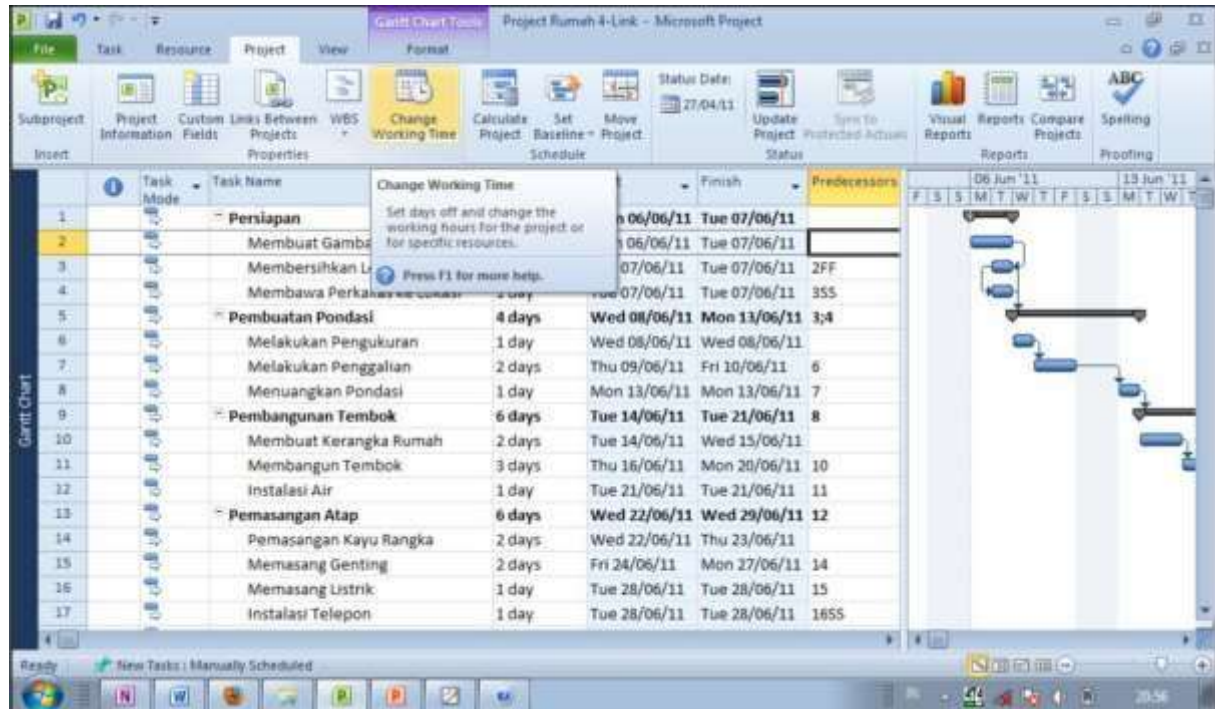 Gantt Chart Tools Project Rumah 4-Link - Microsoft Project
File Task Resource Project View Format
Subproject Project Information Custom Fields Links Between Projects WBS Change Working Time Calculate Project Set Baseline Move Project Status Date: 27/04/11 Update Project Sync to Protected Actuals Visual Reports Reports Compare Projects ABC Spelling
Insert Properties Schedule Status Reports Proofing
Task Mode Task Name Finish Predecessors 06 Jun '11 13 Jun '11
F S S M T W T F S S M T W T
Change Working Time
Set days off and change the
working hours for the project or
for specific resources.
Press F1 for more help.
1 Persiapan 06/06/11 Tue 07/06/11
2 Membuat Gamba 06/06/11 Tue 07/06/11
3 Membersihkan 07/06/11 Tue 07/06/11 2FF
4 Membawa Perkakas ke Lokasi 1 day Tue 07/06/11 Tue 07/06/11 3SS
5 Pembuatan Pondasi 4 days Wed 08/06/11 Mon 13/06/11 3;4
6 Melakukan Pengukuran 1 day Wed 08/06/11 Wed 08/06/11
7 Melakukan Penggalian 2 days Thu 09/06/11 Fri 10/06/11 6
8 Menuangkan Pondasi 1 day Mon 13/06/11 Mon 13/06/11 7
9 Pembangunan Tembok 6 days Tue 14/06/11 Tue 21/06/11 8
10 Membuat Kerangka Rumah 2 days Tue 14/06/11 Wed 15/06/11
11 Membangun Tembok 3 days Thu 16/06/11 Mon 20/06/11 10
12 Instalasi Air 1 day Tue 21/06/11 Tue 21/06/11 11
13 Pemasangan Atap 6 days Wed 22/06/11 Wed 29/06/11 12
14 Pemasangan Kayu Rangka 2 days Wed 22/06/11 Thu 23/06/11
15 Memasang Genting 2 days Fri 24/06/11 Mon 27/06/11 14
16 Memasang Listrik 1 day Tue 28/06/11 Tue 28/06/11 15
17 Instalasi Telepon 1 day Tue 28/06/11 Tue 28/06/11 16SS
Gantt Chart
Ready New Tasks : Manually Scheduled
20:56